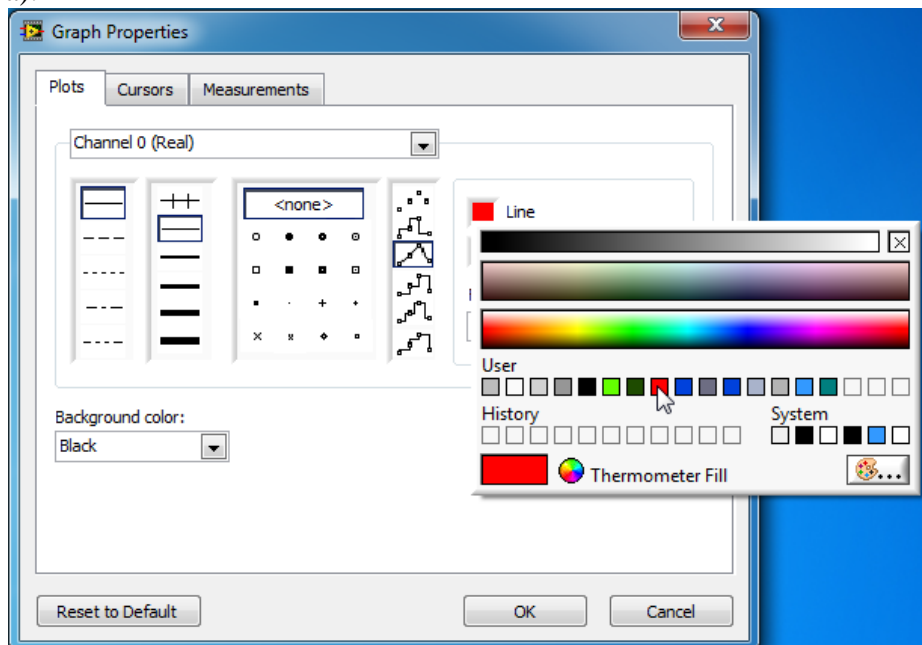 Graph Properties
Plots Cursors Measurements
Channel 0 (Real)
<none>
Line
User
History System
Background color:
Black
Thermometer Fill
...
Reset to Default OK Cancel